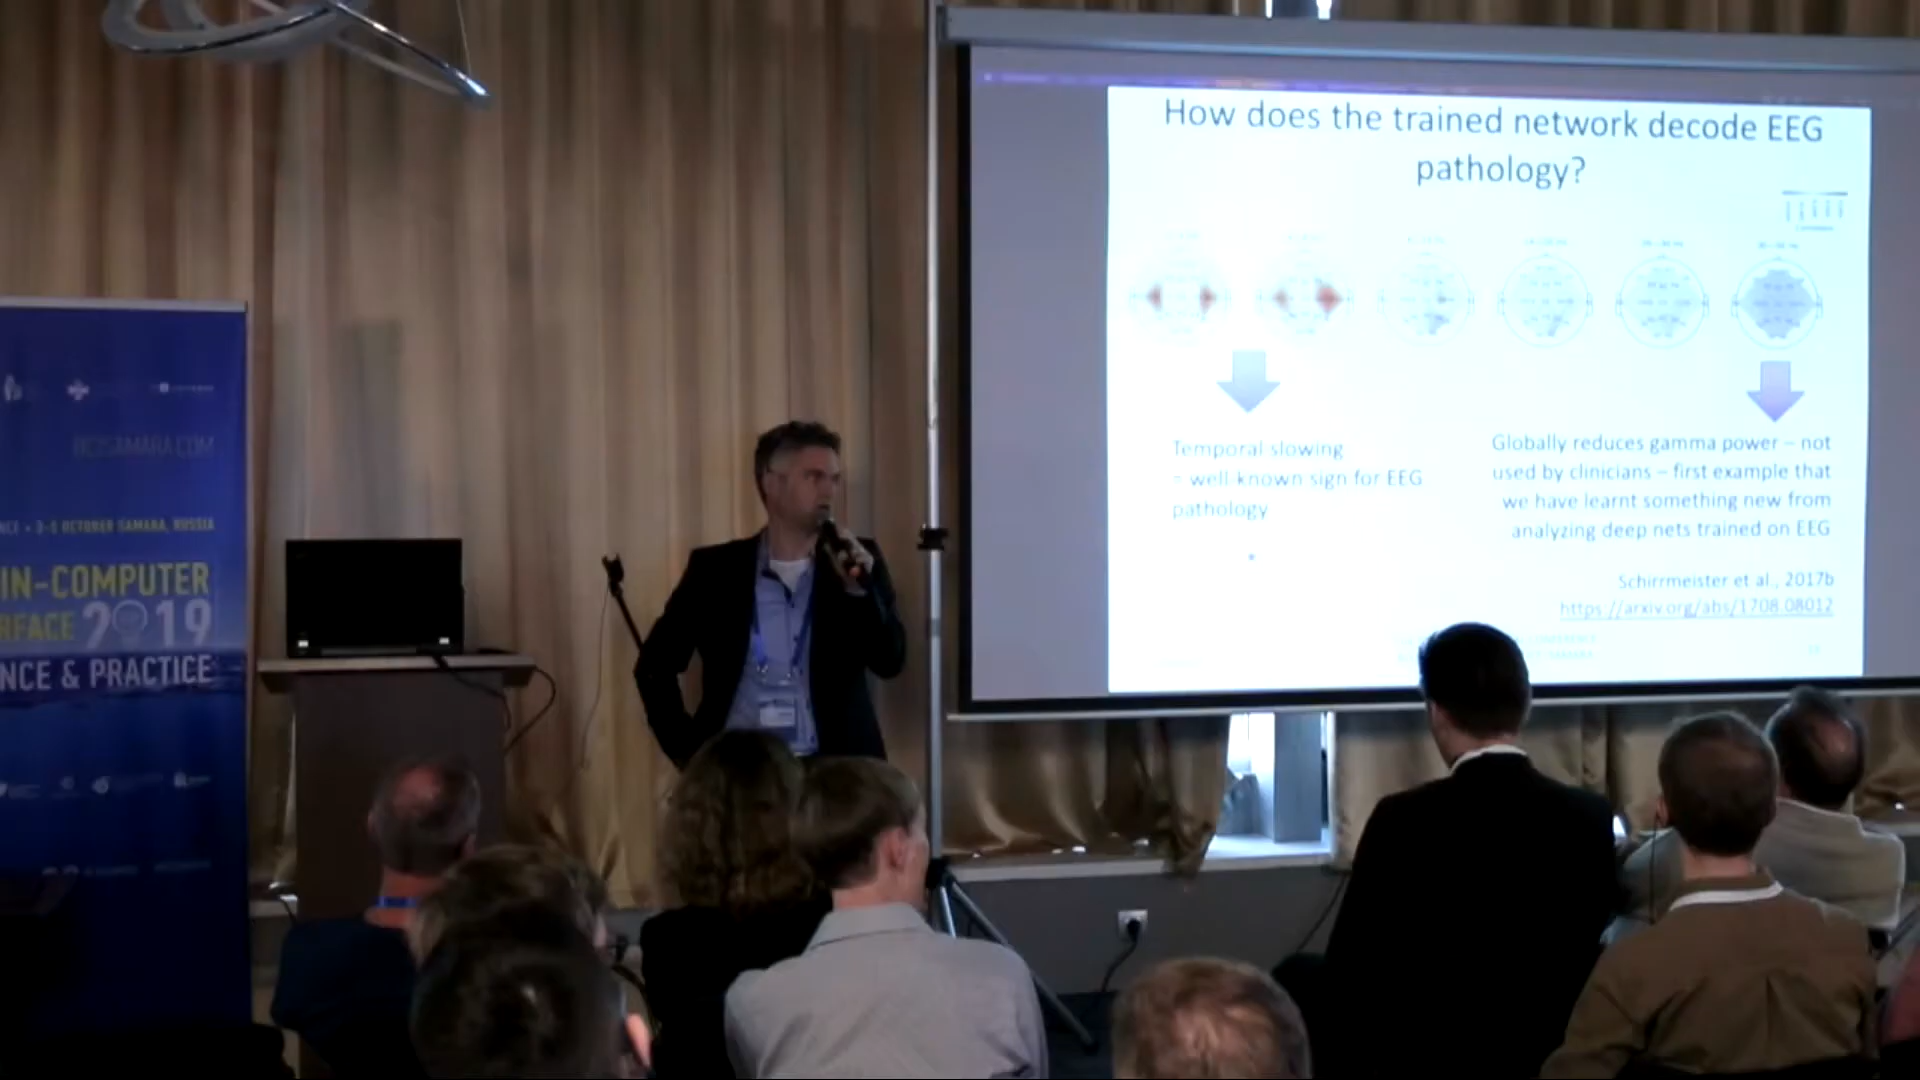 How does the trained network decode EEG
pathology?
Temporal slowing
= well-known sign for EEG
pathology
Globally reduces gamma power – not
used by clinicians – first example that
we have learnt something new from
analyzing deep nets trained on EEG
Schirrmeister et al., 2017b
https://arxiv.org/abs/1708.08012
BCISAMARA.COM
NCE • 3-5 OCTOBER SAMARA, RUSSIA
IN-COMPUTER
RFACE 2019
NCE & PRACTICE